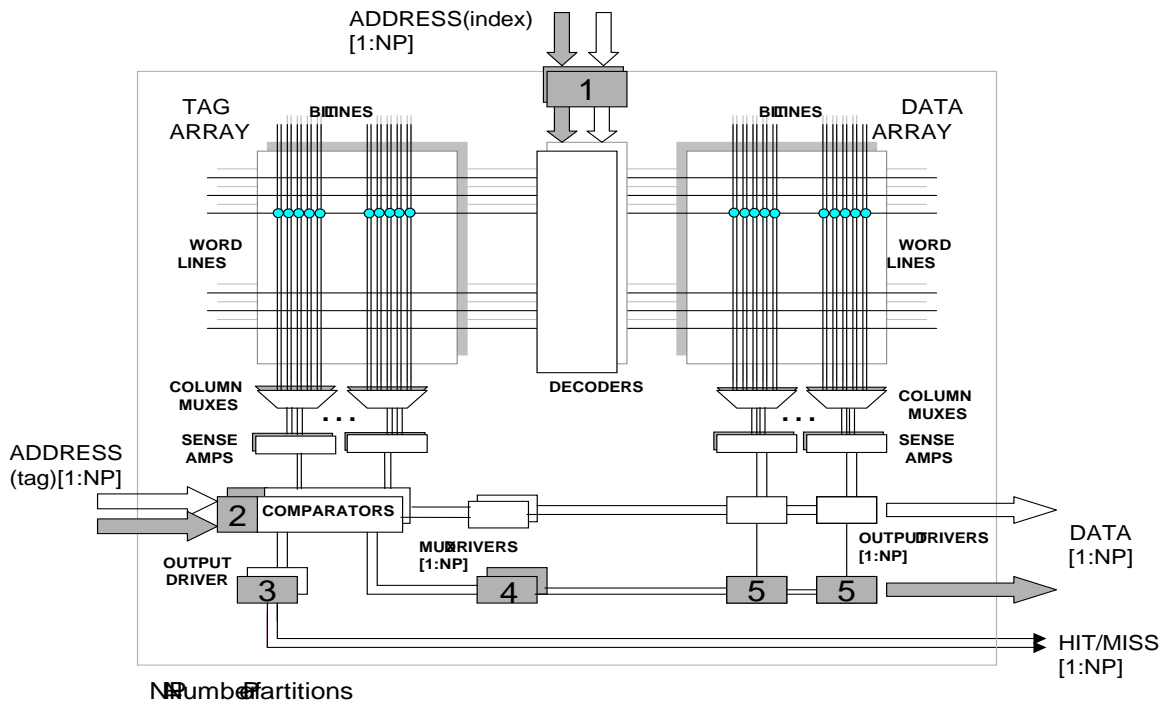 ADDRESS(index)
[1:NP]
1
TAG
ARRAY
BITLINES
BITLINES
DATA
ARRAY
WORD
LINES
WORD
LINES
COLUMN
MUXES
DECODERS
COLUMN
MUXES
...
...
SENSE
AMPS
SENSE
AMPS
ADDRESS
(tag)[1:NP]
2
COMPARATORS
OUTPUT
DRIVER
MUX DRIVERS
[1:NP]
OUTPUT DRIVERS
[1:NP]
DATA
[1:NP]
3
4
5
5
HIT/MISS
[1:NP]
Number Partitions